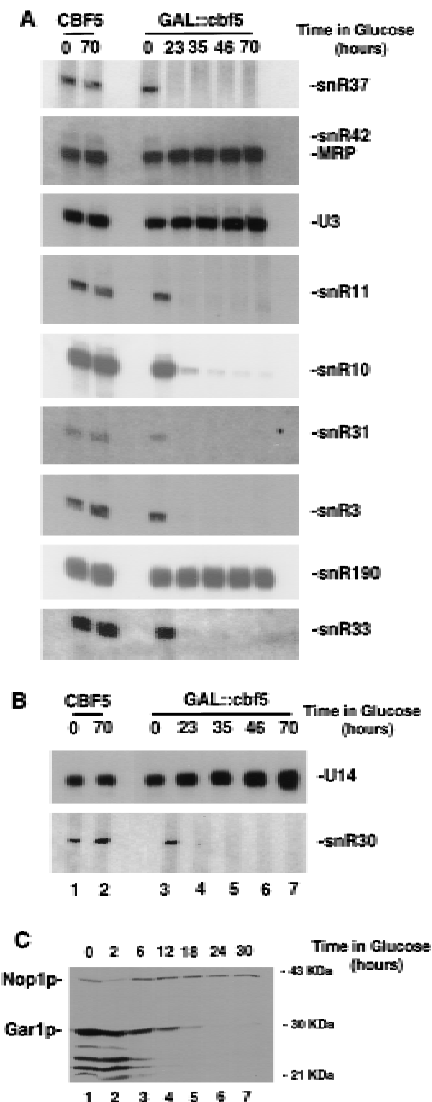 A
CBF5 GAL::cbf5 Time in Glucose
0 70 0 23 35 46 70 (hours)
-snR37
-snR42
-MRP
-U3
-snR11
-snR10
-snR31
-snR3
-snR190
-snR33
B
CBF5 GAL::cbf5 Time in Glucose
0 70 0 23 35 46 70 (hours)
-U14
-snR30
1 2 3 4 5 6 7
C
0 2 6 12 18 24 30 Time in Glucose
(hours)
Nop1p- - 43 KDa
Gar1p- - 30 KDa
- 21 KDa
1 2 3 4 5 6 7